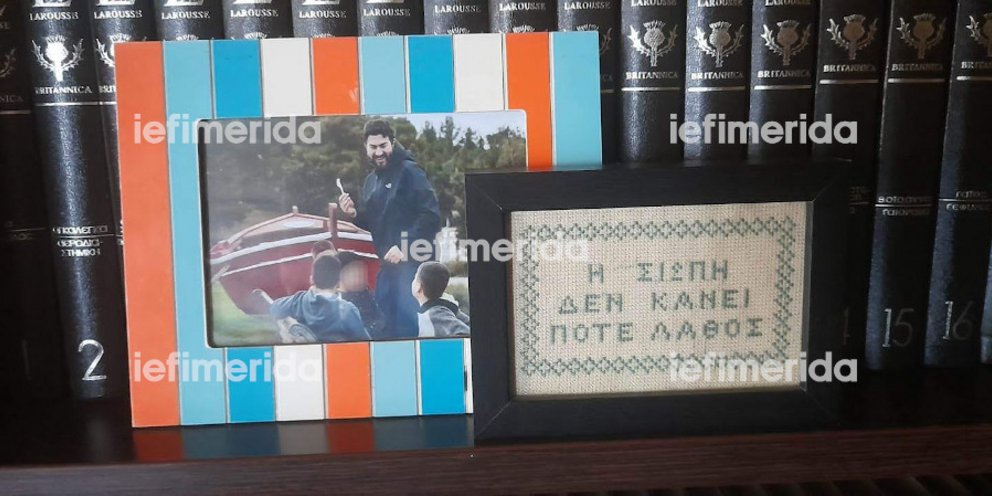 LAROUSSE LAROUSSE LAROUSSE LAROUSSE LAROUSSE LAROUSSE LAROUSSE LAROUSSE LAROUSSE
BRITANNICA BRITANNICA BRITANNICA BRITANNICA BRITANNICA BRITANNICA
iefimerida iefimerida
iefimerida iefimerida
iefimerida iefimerida
Η ΣΙΩΠΗ
ΔΕΝ ΚΑΝΕΙ
ΠΟΤΕ ΛΑΘΟΣ
2 15 16